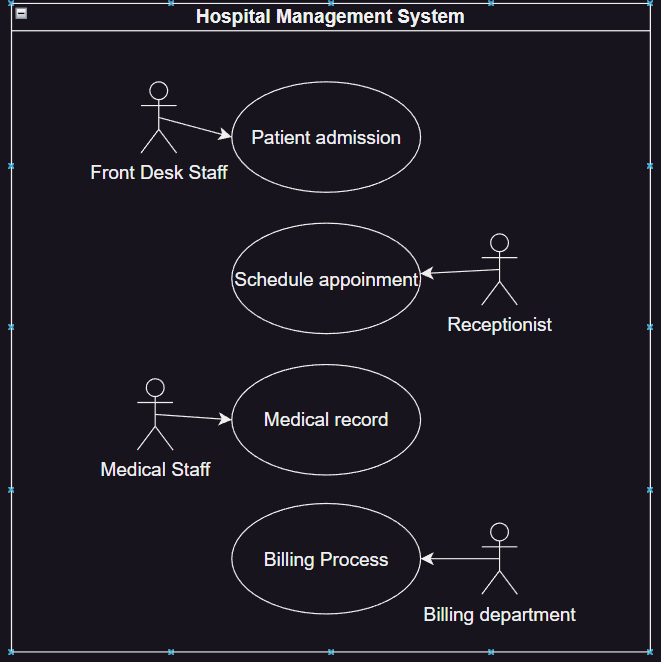 Hospital Management System
Patient admission
Front Desk Staff
Schedule appoinment
Receptionist
Medical record
Medical Staff
Billing Process
Billing department